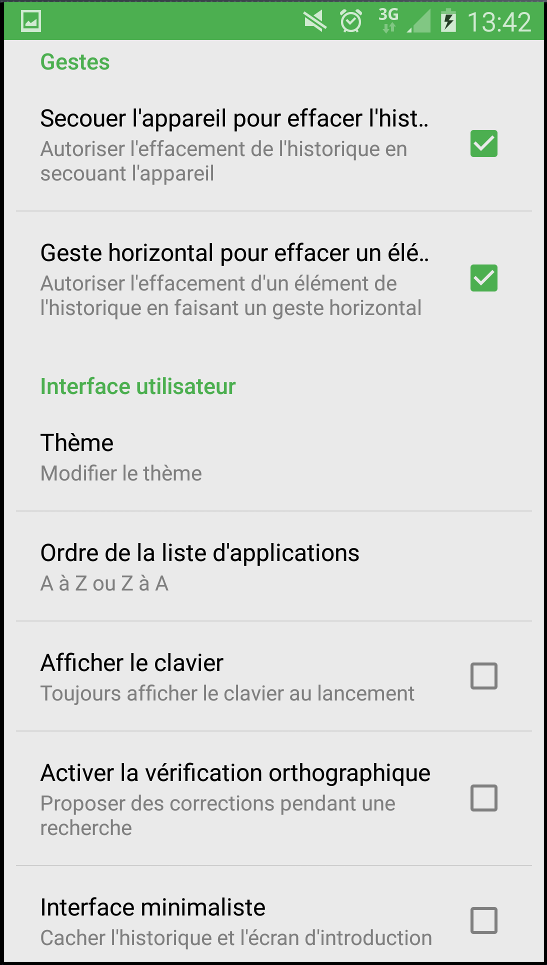 3G 13:42
Gestes
Secouer l'appareil pour effacer l'hist..
Autoriser l'effacement de l'historique en
secouant l'appareil
Geste horizontal pour effacer un élé..
Autoriser l'effacement d'un élément de
l'historique en faisant un geste horizontal
Interface utilisateur
Thème
Modifier le thème
Ordre de la liste d'applications
A à Z ou Z à A
Afficher le clavier
Toujours afficher le clavier au lancement
Activer la vérification orthographique
Proposer des corrections pendant une
recherche
Interface minimaliste
Cacher l'historique et l'écran d'introduction